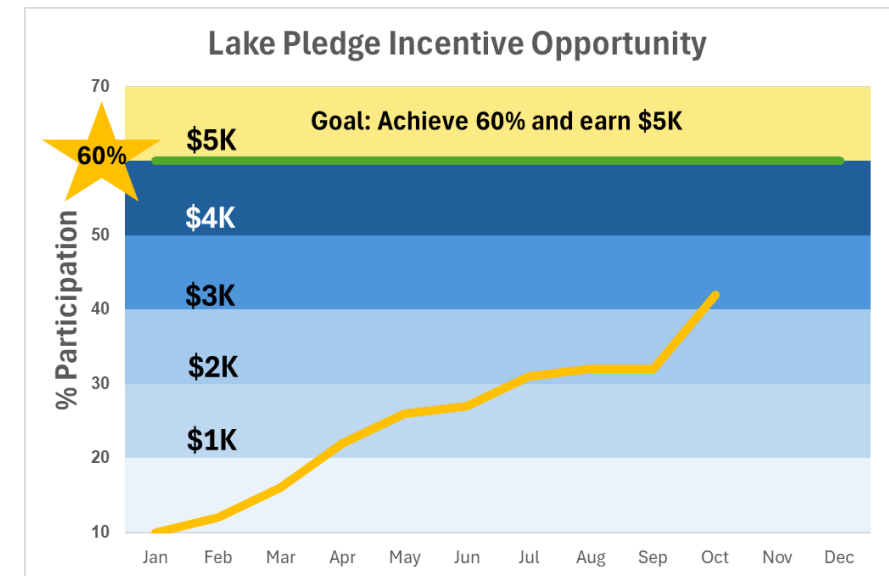 Lake Pledge Incentive Opportunity
% Participation
70
60%
50
40
30
20
10
Goal: Achieve 60% and earn $5K
$5K
$4K
$3K
$2K
$1K
Jan Feb Mar Apr May Jun Jul Aug Sep Oct Nov Dec